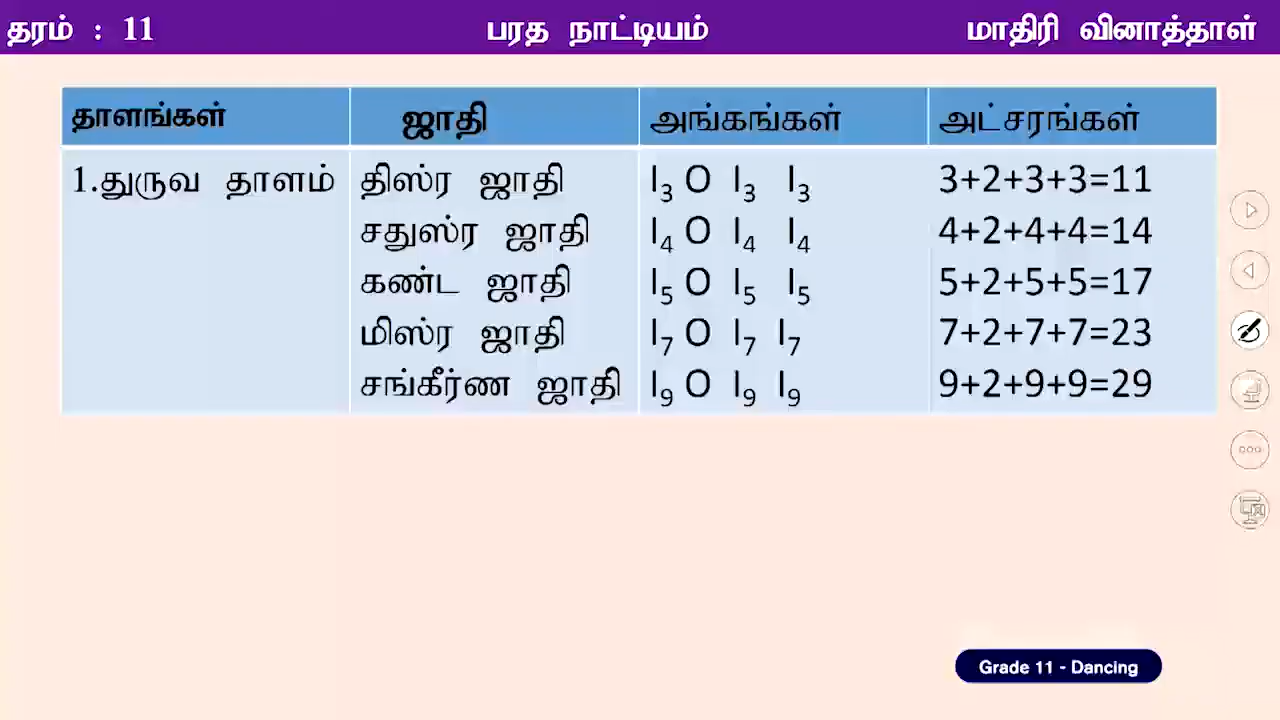 தரம் : 11 பரத நாட்டியம் மாதிரி வினாத்தாள்
தாளங்கள் ஜாதி அங்கங்கள் அட்சரங்கள்
1.துருவ தாளம் திஸ்ர ஜாதி I₃ O I₃ I₃ 3+2+3+3=11
சதுஸ்ர ஜாதி I₄ O I₄ I₄ 4+2+4+4=14
கண்ட ஜாதி I₅ O I₅ I₅ 5+2+5+5=17
மிஸ்ர ஜாதி I₇ O I₇ I₇ 7+2+7+7=23
சங்கீர்ண ஜாதி I₉ O I₉ I₉ 9+2+9+9=29
Grade 11 - Dancing